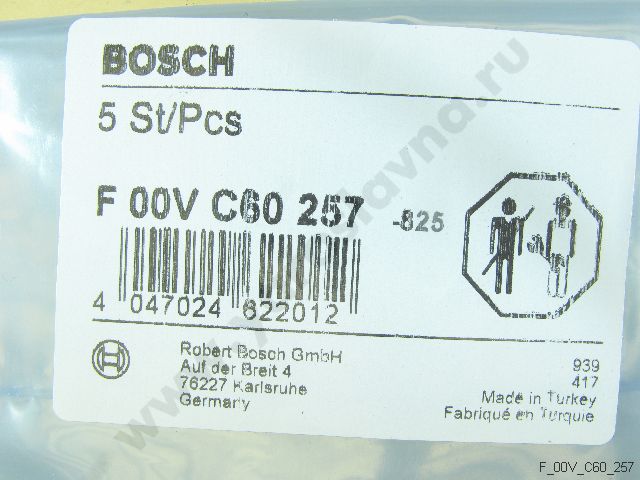 BOSCH
5 St/Pcs
F 00V C60 257 -825
4 047024 622012
Robert Bosch GmbH
Auf der Breit 4
76227 Karlsruhe
Germany
939
417
Made in Turkey
Fabriqué en Turquie
F_00V_C60_257